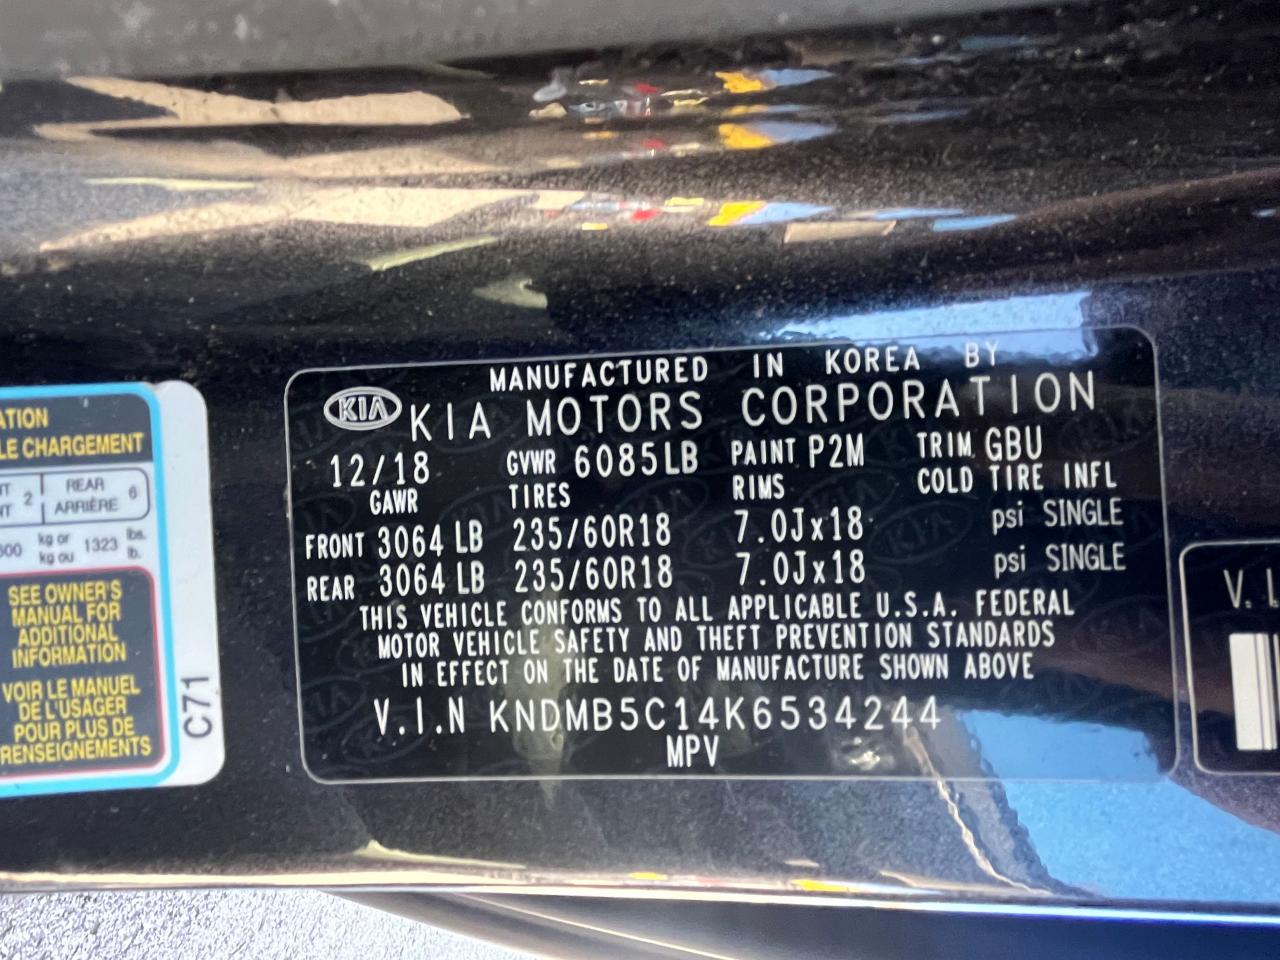 ATION
LE CHARGEMENT
2 REAR 6
ARRIÈRE
kg or 1323 lbs.
kg ou lb.
SEE OWNER'S
MANUAL FOR
ADDITIONAL
INFORMATION
VOIR LE MANUEL
DE L'USAGER
POUR PLUS DE
RENSEIGNEMENTS
C71
MANUFACTURED IN KOREA BY
KIA KIA MOTORS CORPORATION
12/18 GVWR 6085LB PAINT P2M TRIM GBU
GAWR TIRES RIMS COLD TIRE INFL
FRONT 3064 LB 235/60R18 7.0Jx18 psi SINGLE
REAR 3064 LB 235/60R18 7.0Jx18 psi SINGLE
THIS VEHICLE CONFORMS TO ALL APPLICABLE U.S.A. FEDERAL
MOTOR VEHICLE SAFETY AND THEFT PREVENTION STANDARDS
IN EFFECT ON THE DATE OF MANUFACTURE SHOWN ABOVE
V.I.N KNDMB5C14K6534244
MPV
V.I